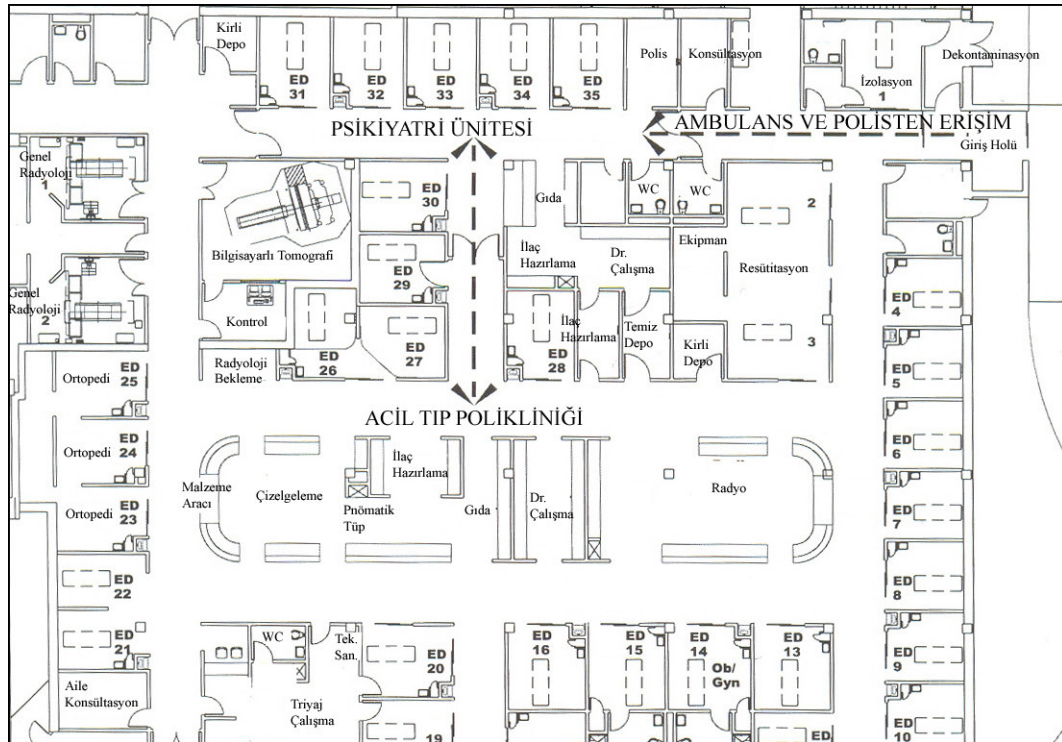 Kirli
Depo
ED
31
ED
32
ED
33
ED
34
ED
35
Polis
Konsültasyon
İzolasyon
1
Dekontaminasyon
PSİKİYATRİ ÜNİTESİ
AMBULANS VE POLİSTEN ERİŞİM
Giriş Holü
Genel
Radyoloji
1
Bilgisayarlı Tomografi
ED
30
ED
29
Gıda
WC
WC
2
İlaç
Hazırlama
Dr.
Çalışma
Ekipman
Resütitasyon
Genel
Radyoloji
2
Kontrol
Radyoloji
Bekleme
ED
26
ED
27
ED
28
İlaç
Hazırlama
Temiz
Depo
Kirli
Depo
3
ED
4
ED
5
ED
6
ED
7
ED
8
ED
9
ED
10
Ortopedi
ED
25
Ortopedi
ED
24
Ortopedi
ED
23
ED
22
ED
21
Aile
Konsültasyon
ACİL TIP POLİKLİNİĞİ
Malzeme
Aracı
Çizelgeleme
İlaç
Hazırlama
Pnömatik
Tüp
Gıda
Dr.
Çalışma
Radyo
WC
Tek.
San.
ED
20
Triyaj
Çalışma
19
ED
16
ED
15
ED
14
Ob/
Gyn
ED
13
ED